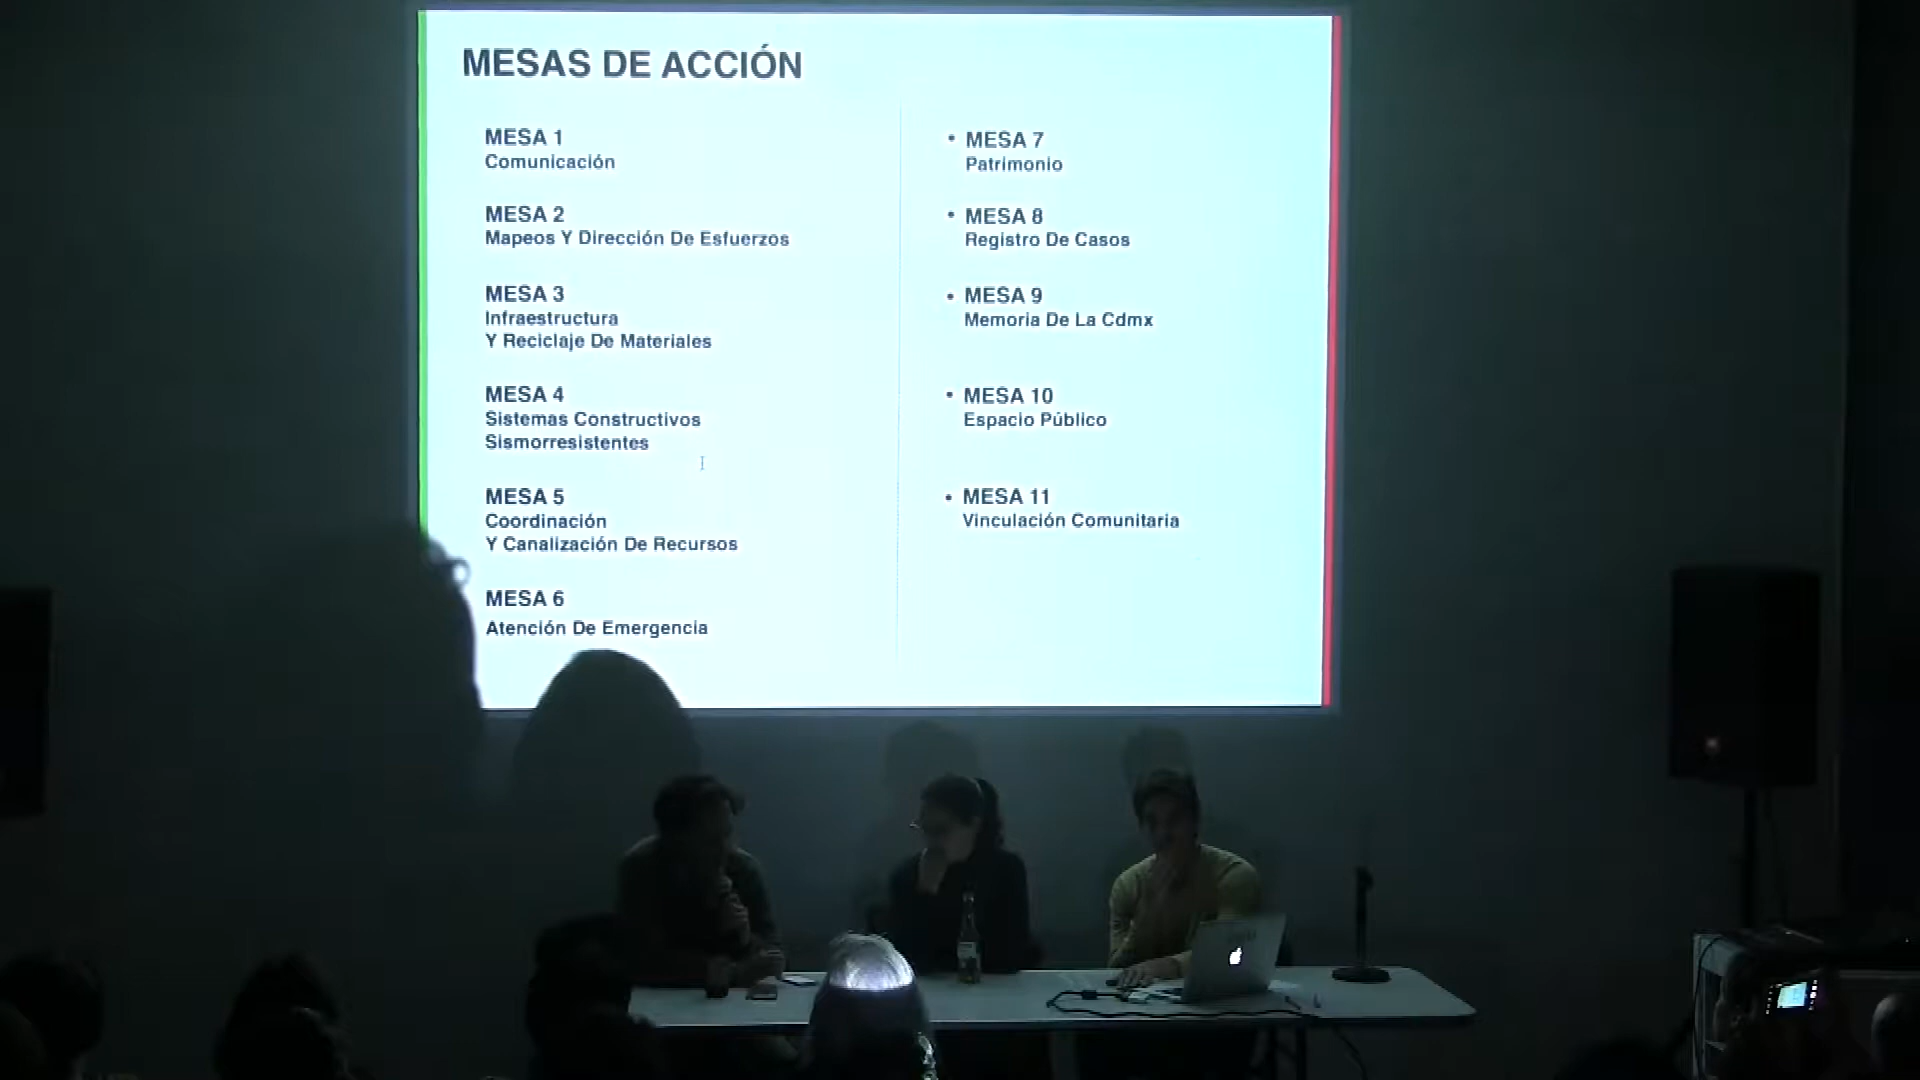 MESAS DE ACCIÓN
MESA 1
Comunicación
MESA 2
Mapeos Y Dirección De Esfuerzos
MESA 3
Infraestructura
Y Reciclaje De Materiales
MESA 4
Sistemas Constructivos
Sismorresistentes
MESA 5
Coordinación
Y Canalización De Recursos
MESA 6
Atención De Emergencia
• MESA 7
Patrimonio
• MESA 8
Registro De Casos
• MESA 9
Memoria De La Cdmx
• MESA 10
Espacio Público
• MESA 11
Vinculación Comunitaria